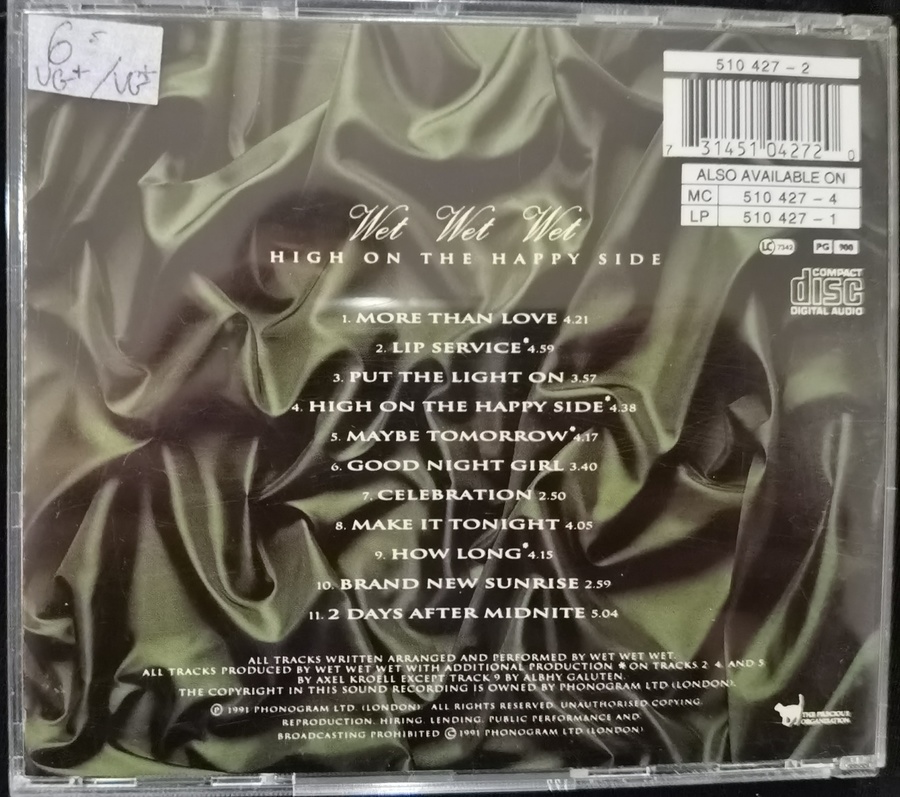 6
VG+/VG+
510 427 - 2
7 31451 04272 0
ALSO AVAILABLE ON
MC 510 427 - 4
LP 510 427 - 1
LC 7542
PG 900
COMPACT
disc
DIGITAL AUDIO
Wet Wet Wet
HIGH ON THE HAPPY SIDE
1. MORE THAN LOVE 4.21
2. LIP SERVICE* 4.59
3. PUT THE LIGHT ON 3.57
4. HIGH ON THE HAPPY SIDE* 4.38
5. MAYBE TOMORROW* 4.17
6. GOOD NIGHT GIRL 3.40
7. CELEBRATION 2.50
8. MAKE IT TONIGHT 4.05
9. HOW LONG* 4.15
10. BRAND NEW SUNRISE 2.59
11. 2 DAYS AFTER MIDNITE 5.04
ALL TRACKS WRITTEN ARRANGED AND PERFORMED BY WET WET WET.
ALL TRACKS PRODUCED BY WET WET WET WITH ADDITIONAL PRODUCTION * ON TRACKS 2 4 AND 5
BY AXEL KROELL EXCEPT TRACK 9 BY ALBHY GALUTEN.
THE COPYRIGHT IN THIS SOUND RECORDING IS OWNED BY PHONOGRAM LTD (LONDON).
Ⓟ 1991 PHONOGRAM LTD. (LONDON). ALL RIGHTS RESERVED. UNAUTHORISED COPYING,
REPRODUCTION, HIRING, LENDING, PUBLIC PERFORMANCE AND
BROADCASTING PROHIBITED © 1991 PHONOGRAM LTD (LONDON)
THE PRECIOUS
ORGANISATION